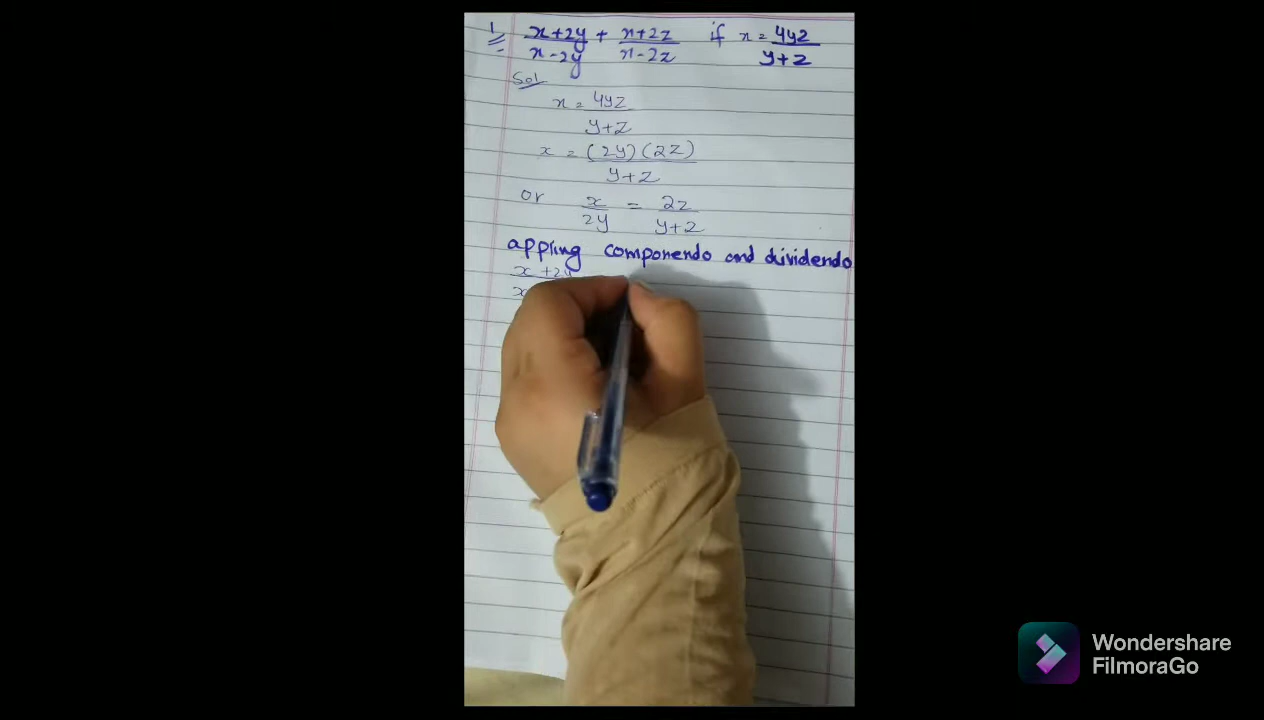 1 x+2y/x-2y + x+2z/x-2z if x = 4yz/y+z
Sol
x = 4yz/y+z
x = (2y)(2z)/y+z
or x/2y = 2z/y+z
appling componendo and dividendo
x+2y
x
Wondershare
FilmoraGo